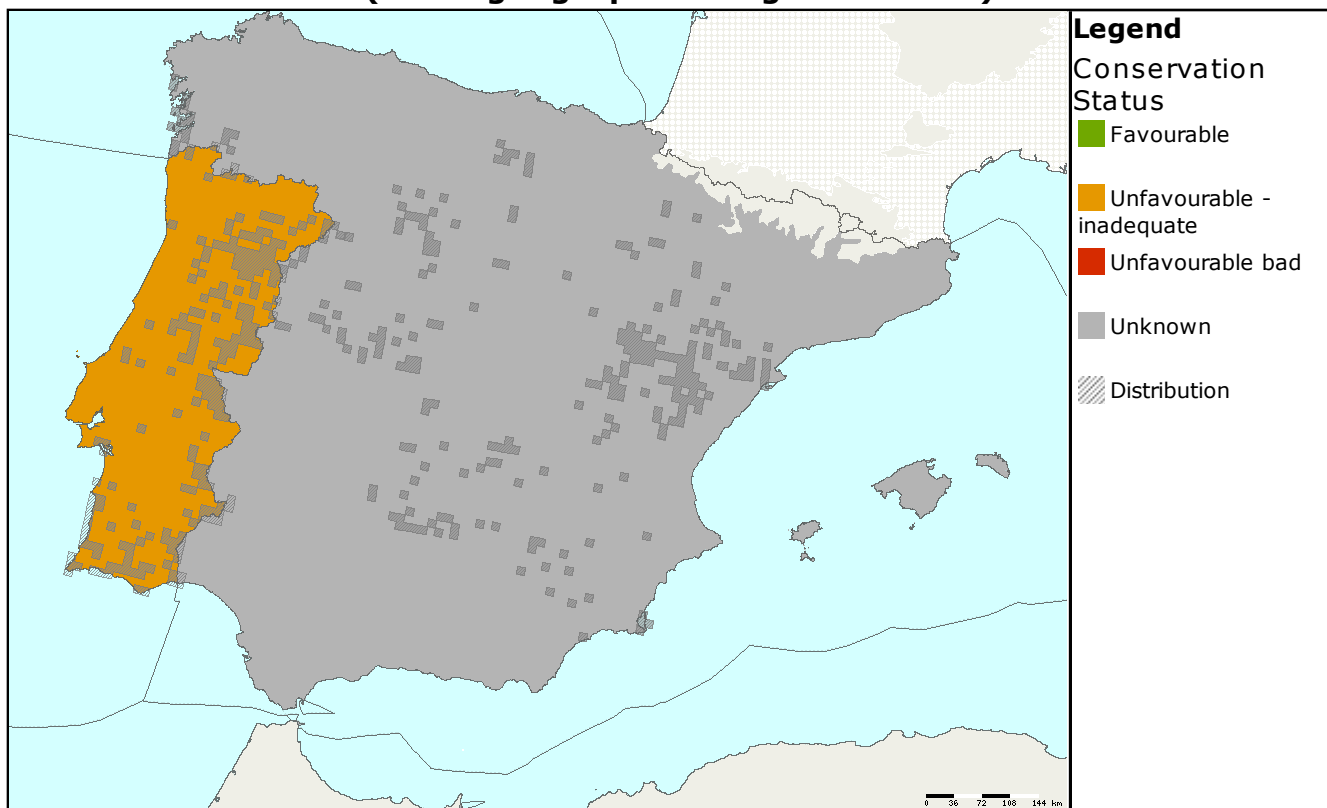 Legend
Conservation
Status
Favourable
Unfavourable -
inadequate
Unfavourable bad
Unknown
Distribution
0 36 72 108 144 km